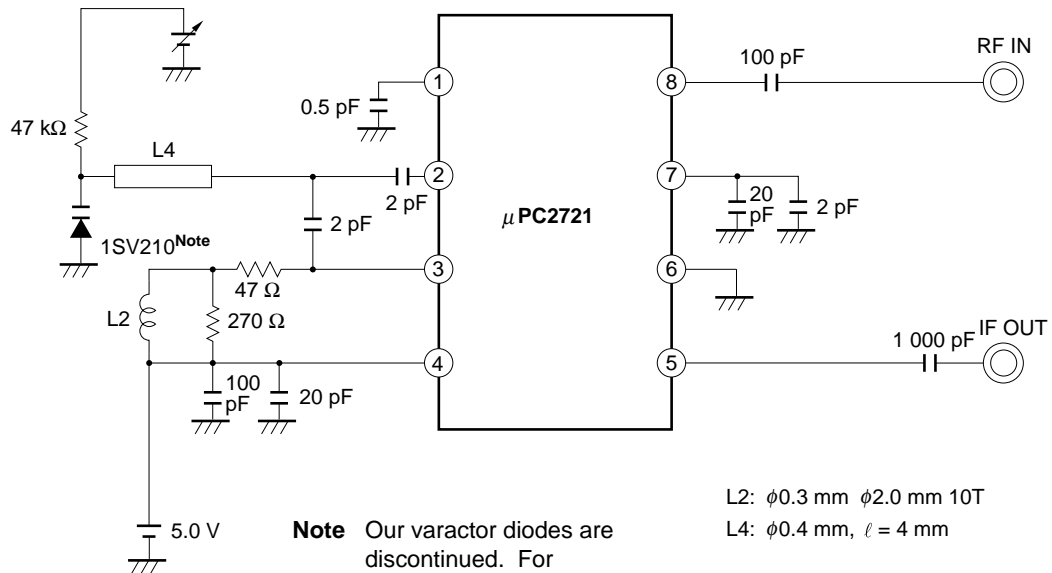 RF IN
100 pF
1
8
0.5 pF
47 kΩ
L4
2
7
2 pF
20
pF
2 pF
2 pF
μPC2721
1SV210Note
3
6
47 Ω
L2
270 Ω
IF OUT
1 000 pF
4
5
100
pF
20 pF
L2: φ0.3 mm φ2.0 mm 10T
L4: φ0.4 mm, ℓ = 4 mm
5.0 V
Note Our varactor diodes are
discontinued. For